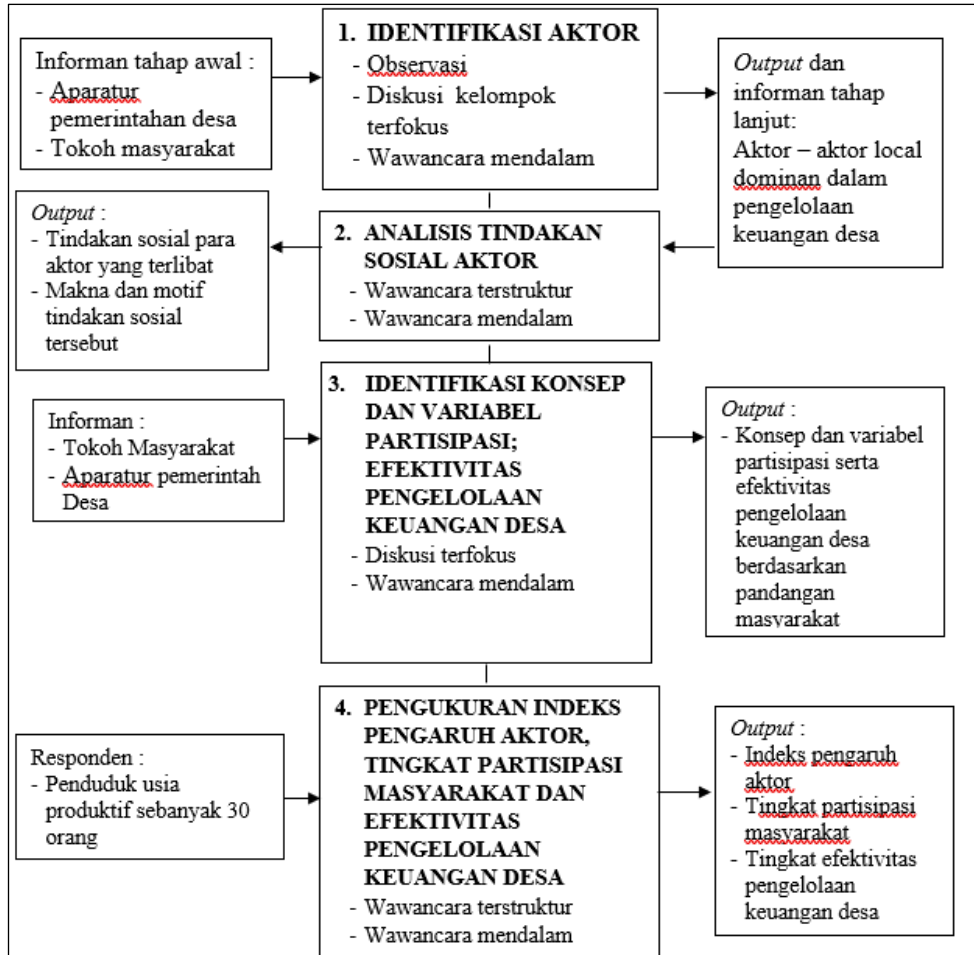 Informan tahap awal :
- Aparatur
pemerintahan desa
- Tokoh masyarakat
1. IDENTIFIKASI AKTOR
- Observasi
- Diskusi kelompok
terfokus
- Wawancara mendalam
Output dan
informan tahap
lanjut:
Aktor – aktor local
dominan dalam
pengelolaan
keuangan desa
Output :
- Tindakan sosial para
aktor yang terlibat
- Makna dan motif
tindakan sosial
tersebut
2. ANALISIS TINDAKAN
SOSIAL AKTOR
- Wawancara terstruktur
- Wawancara mendalam
Informan :
- Tokoh Masyarakat
- Aparatur pemerintah
Desa
3. IDENTIFIKASI KONSEP
DAN VARIABEL
PARTISIPASI;
EFEKTIVITAS
PENGELOLAAN
KEUANGAN DESA
- Diskusi terfokus
- Wawancara mendalam
Output :
- Konsep dan variabel
partisipasi serta
efektivitas
pengelolaan
keuangan desa
berdasarkan
pandangan
masyarakat
Responden :
- Penduduk usia
produktif sebanyak 30
orang
4. PENGUKURAN INDEKS
PENGARUH AKTOR,
TINGKAT PARTISIPASI
MASYARAKAT DAN
EFEKTIVITAS
PENGELOLAAN
KEUANGAN DESA
- Wawancara terstruktur
- Wawancara mendalam
Output :
- Indeks pengaruh
aktor
- Tingkat partisipasi
masyarakat
- Tingkat efektivitas
pengelolaan
keuangan desa